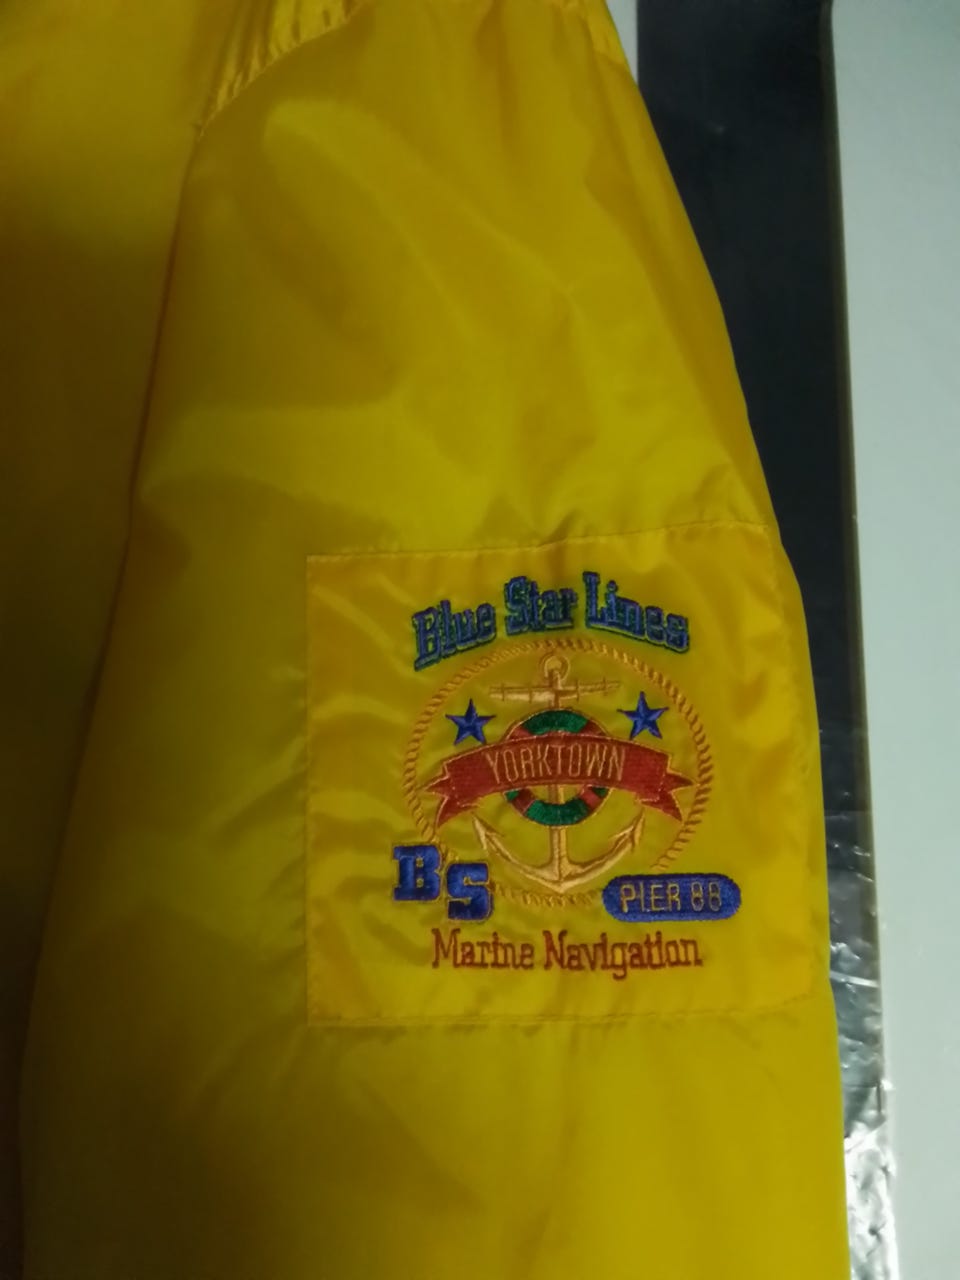 Blue Star Lines
YORKTOWN
BS
PIER 88
Marine Navigation